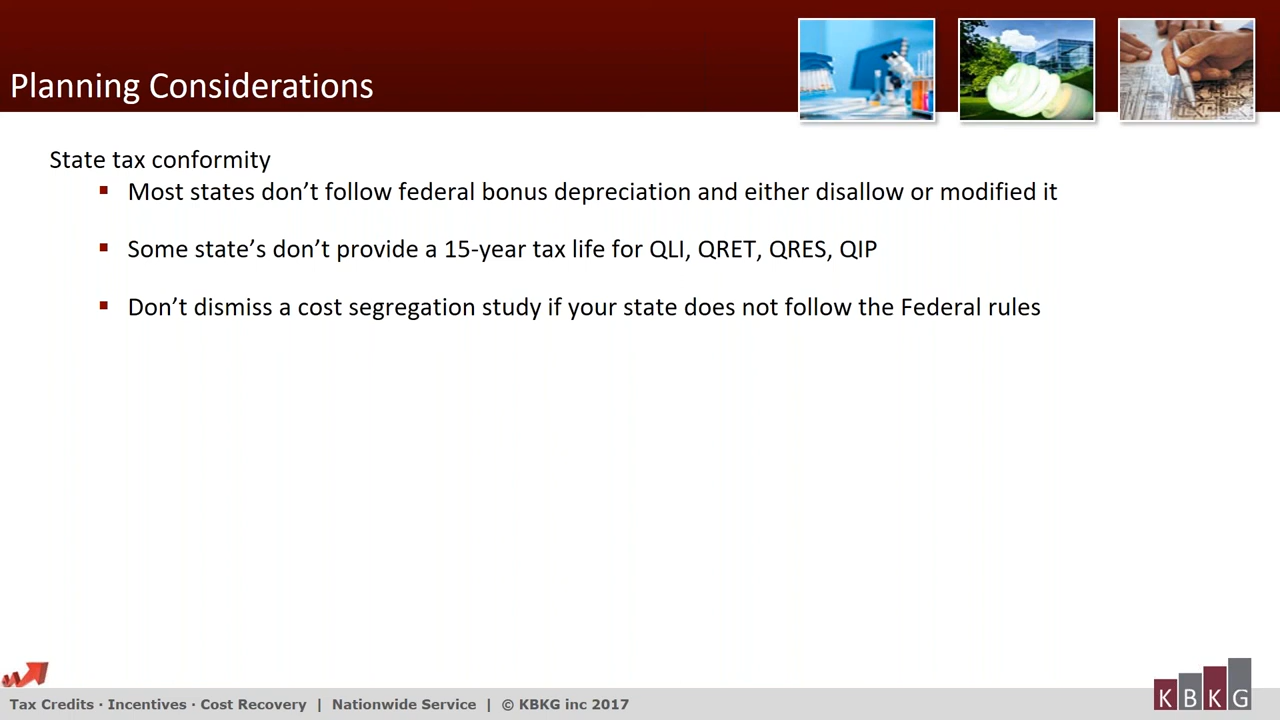 Planning Considerations
State tax conformity
Most states don’t follow federal bonus depreciation and either disallow or modified it
Some state’s don’t provide a 15-year tax life for QLI, QRET, QRES, QIP
Don’t dismiss a cost segregation study if your state does not follow the Federal rules
Tax Credits · Incentives · Cost Recovery | Nationwide Service | © KBKG inc 2017
KBKG